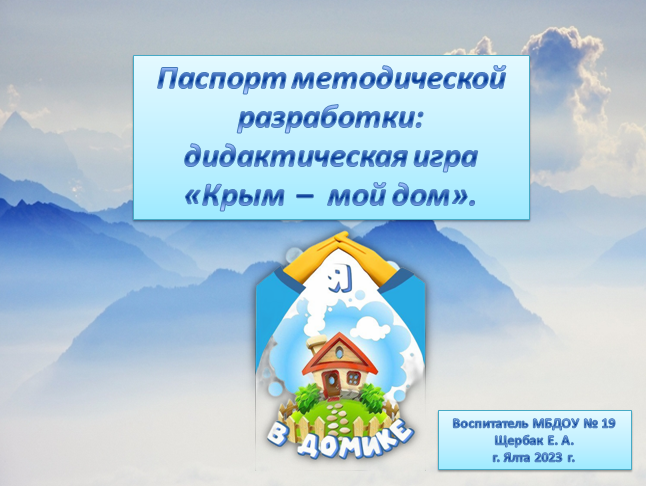 Паспорт методической
разработки:
дидактическая игра
«Крым – мой дом».
Я
В ДОМИКЕ
Воспитатель МБДОУ № 19
Щербак Е. А.
г. Ялта 2023 г.